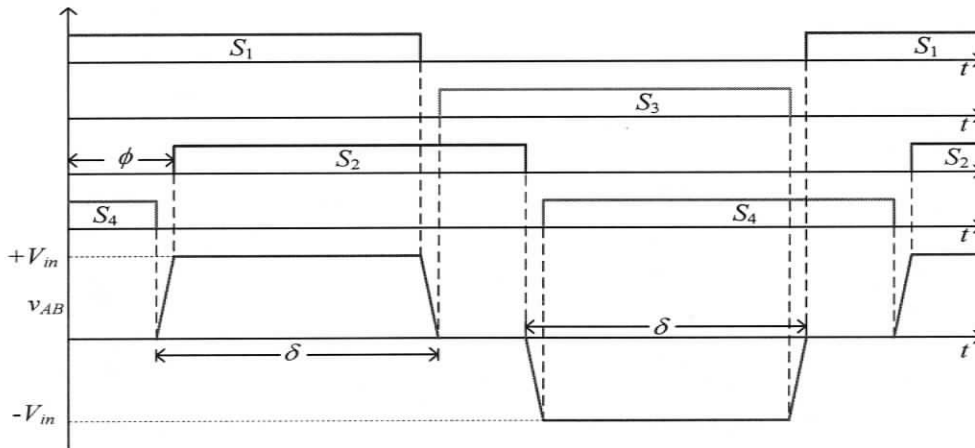 S1 S1
t
S3
t
ϕ S2 S2
t
S4 S4
t
+Vin
vAB
δ δ
t
-Vin